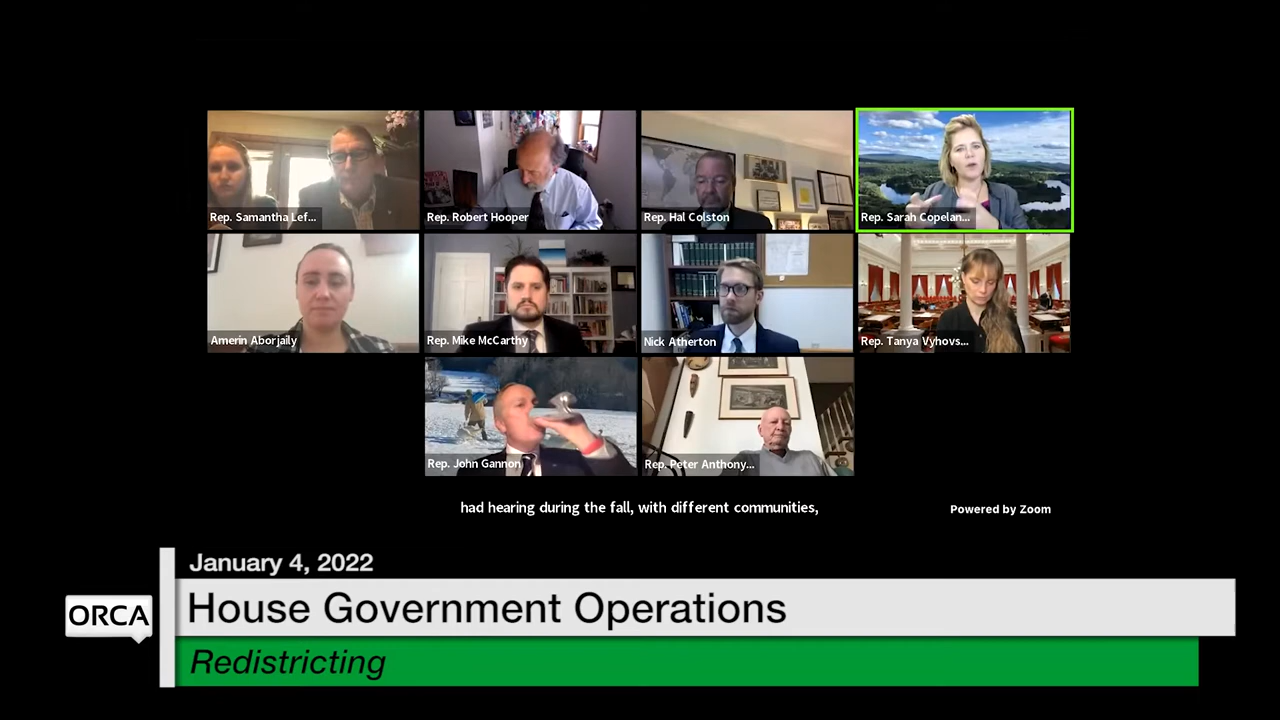 Rep. Samantha Lef...
Rep. Robert Hooper
Rep. Hal Colston
Rep. Sarah Copelan...
Amerin Aborjaily
Rep. Mike McCarthy
Nick Atherton
Rep. Tanya Vyhovs...
Rep. John Gannon
Rep. Peter Anthony...
had hearing during the fall, with different communities,
Powered by Zoom
January 4, 2022
House Government Operations
ORCA
Redistricting